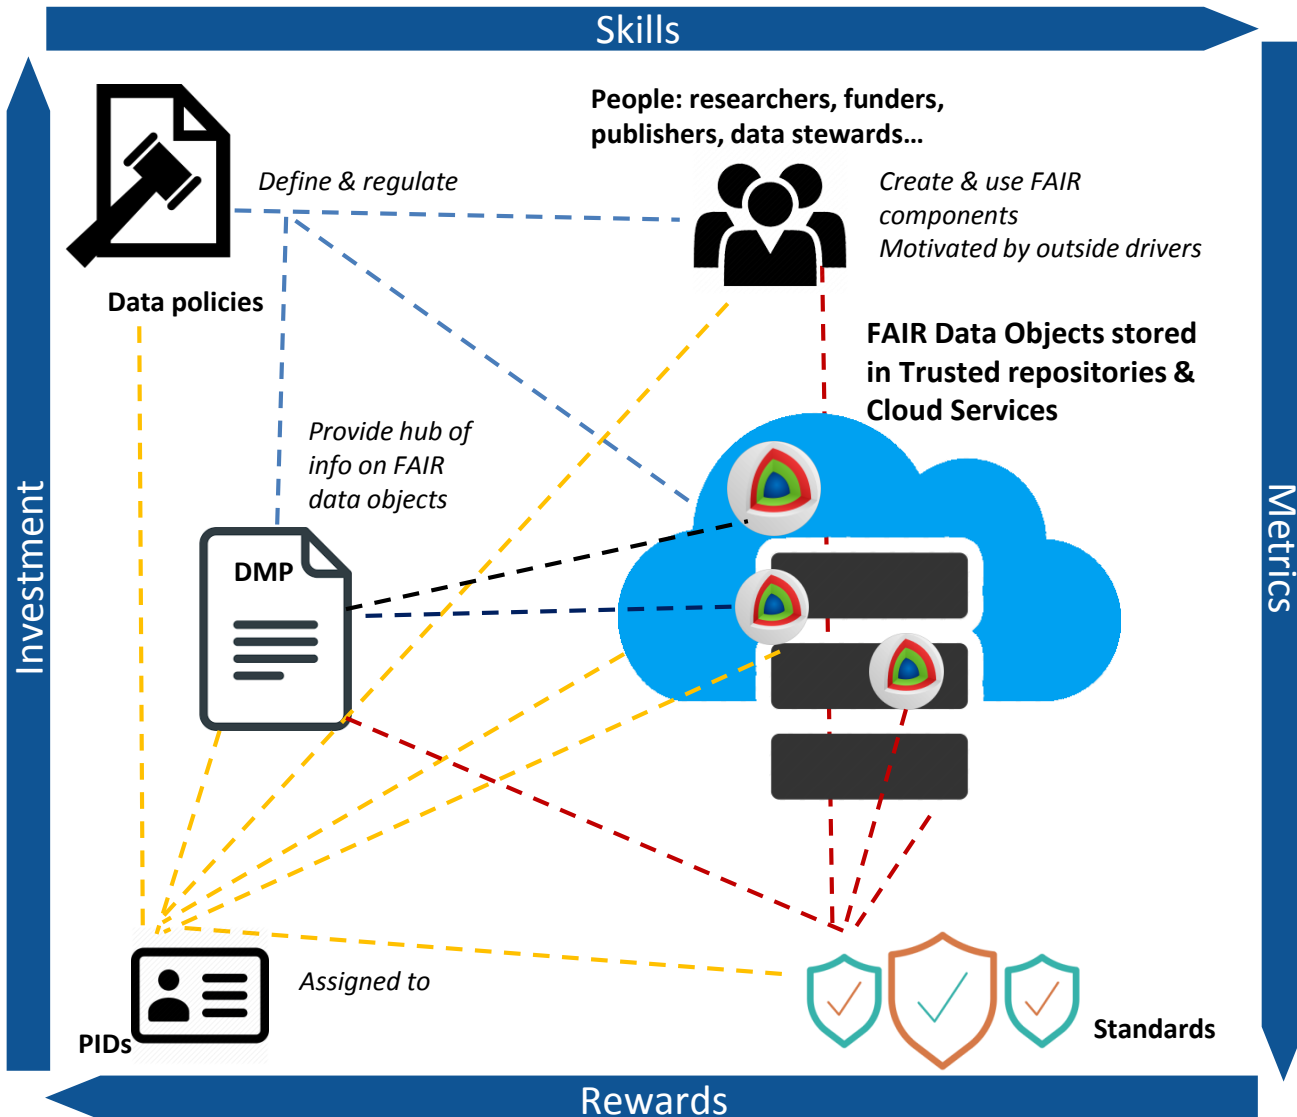 Skills
People: researchers, funders,
publishers, data stewards…
Define & regulate
Create & use FAIR
components
Motivated by outside drivers
Data policies
FAIR Data Objects stored
in Trusted repositories &
Cloud Services
Provide hub of
info on FAIR
data objects
Investment
Metrics
DMP
Assigned to
PIDs
Standards
Rewards